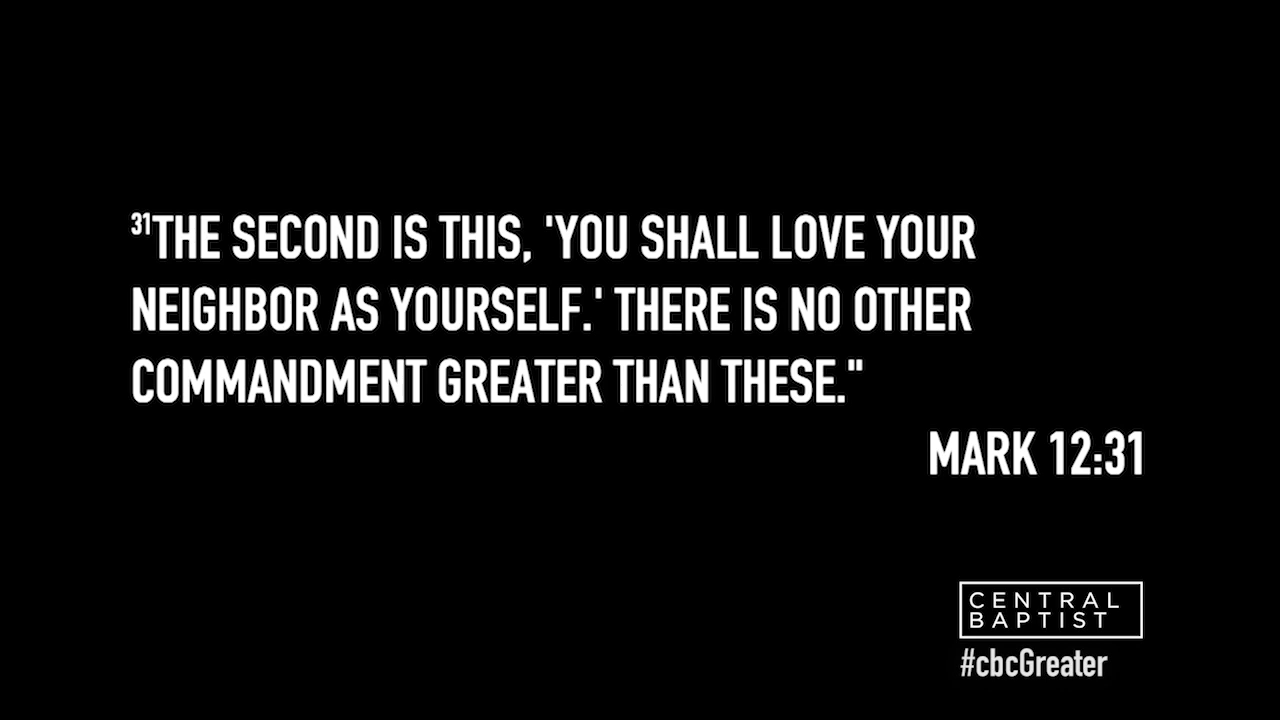 31THE SECOND IS THIS, 'YOU SHALL LOVE YOUR
NEIGHBOR AS YOURSELF.' THERE IS NO OTHER
COMMANDMENT GREATER THAN THESE."
MARK 12:31
CENTRAL
BAPTIST
#cbcGreater